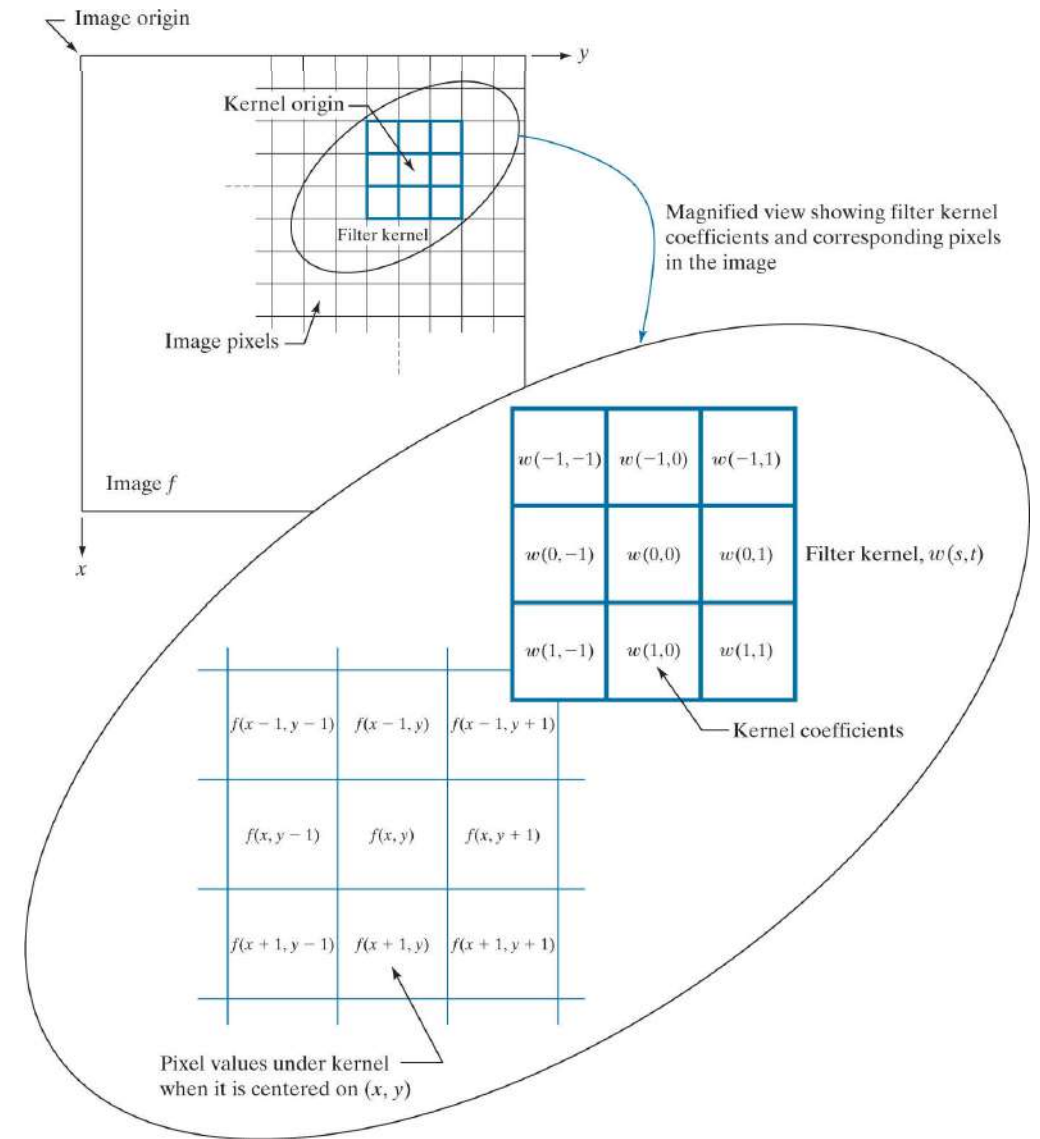 Image origin
y
Kernel origin
Magnified view showing filter kernel
coefficients and corresponding pixels
in the image
Filter kernel
Image pixels
Image f
x
w(−1,−1) w(−1,0) w(−1,1)
w(0,−1) w(0,0) w(0,1) Filter kernel, w(s,t)
w(1,−1) w(1,0) w(1,1)
Kernel coefficients
f(x − 1, y − 1) f(x − 1, y) f(x − 1, y + 1)
f(x, y − 1) f(x, y) f(x, y + 1)
f(x + 1, y − 1) f(x + 1, y) f(x + 1, y + 1)
Pixel values under kernel
when it is centered on (x, y)